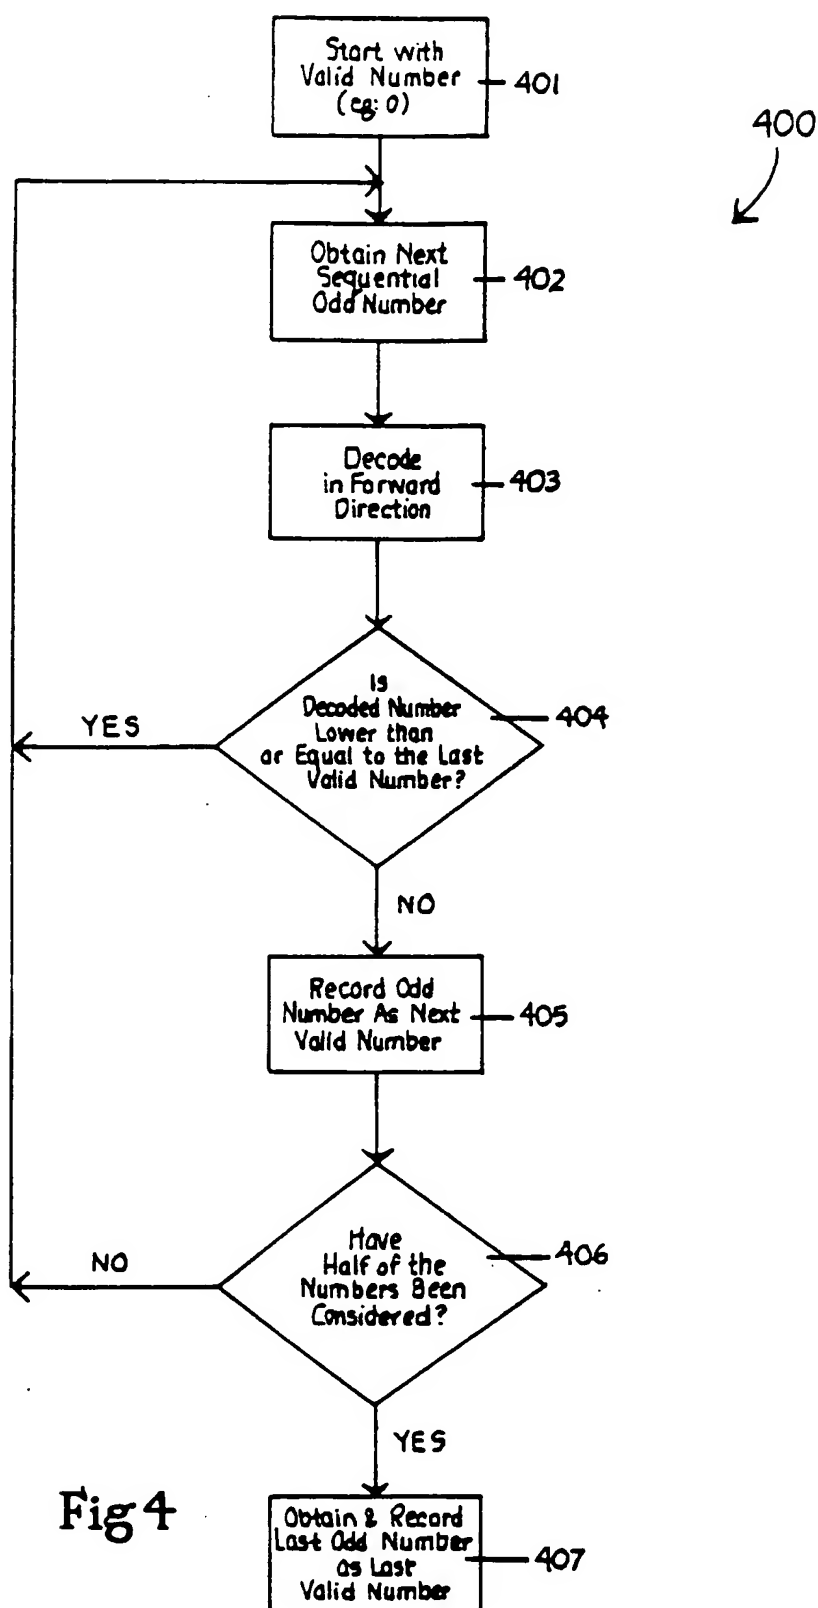 Start with
Valid Number
(eg: 0)
401
400
Obtain Next
Sequential
Odd Number
402
Decode
in Forward
Direction
403
Is
Decoded Number
Lower than
or Equal to the Last
Valid Number?
404
YES
NO
Record Odd
Number As Next
Valid Number
405
Have
Half of the
Numbers Been
Considered?
406
NO
YES
Fig 4
Obtain & Record
Last Odd Number
as Last
Valid Number
407